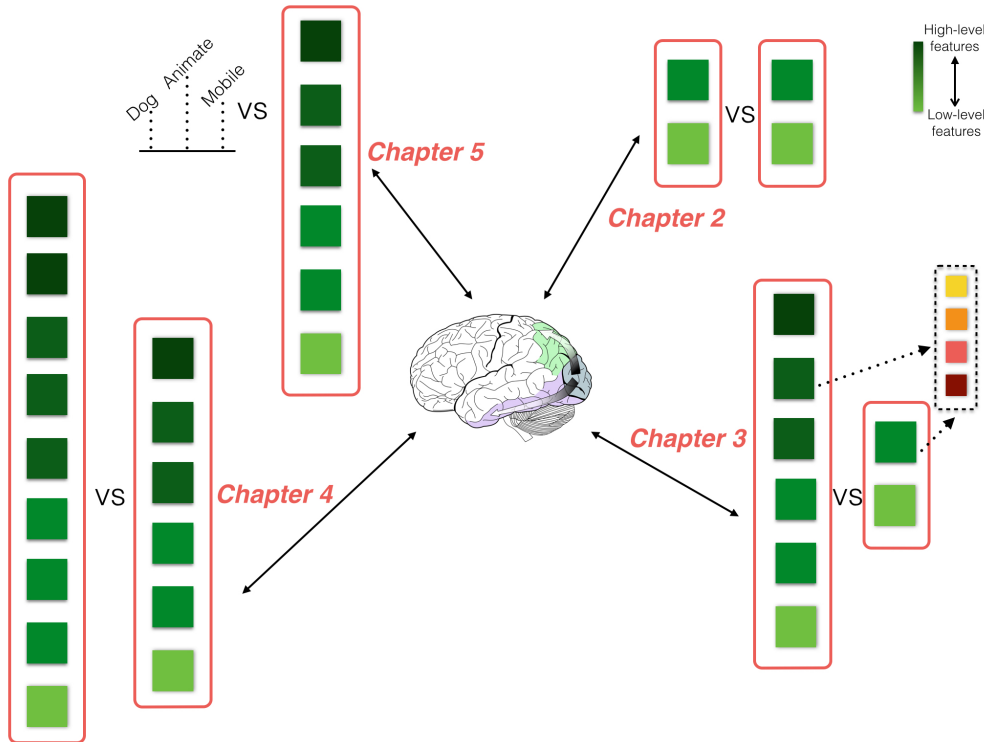 Dog
Animate
Mobile
VS
Chapter 5
VS
Chapter 2
High-level
features
Low-level
features
VS
Chapter 4
Chapter 3
VS